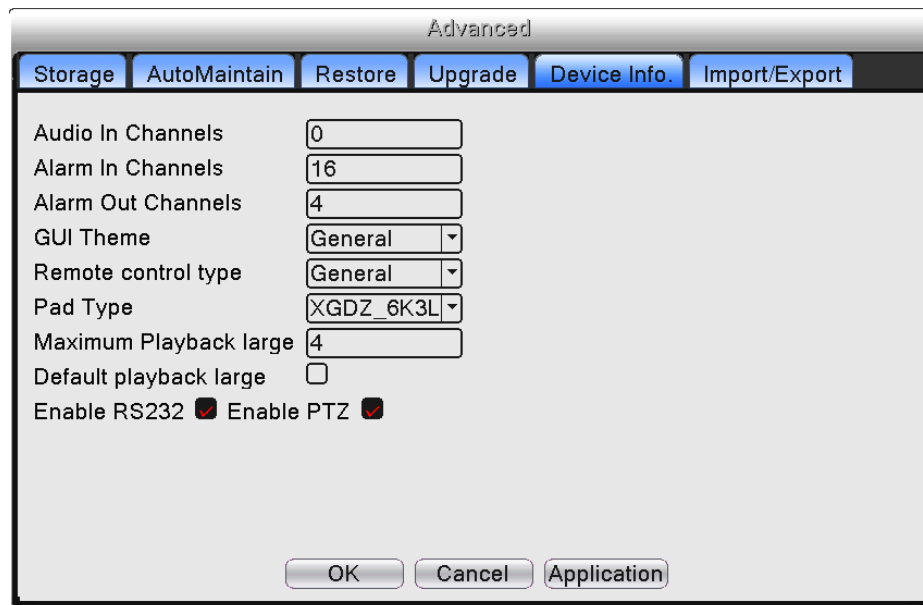 Advanced
Storage AutoMaintain Restore Upgrade Device Info. Import/Export
Audio In Channels 0
Alarm In Channels 16
Alarm Out Channels 4
GUI Theme General
Remote control type General
Pad Type XGDZ_6K3L
Maximum Playback large 4
Default playback large
Enable RS232 Enable PTZ
OK Cancel Application